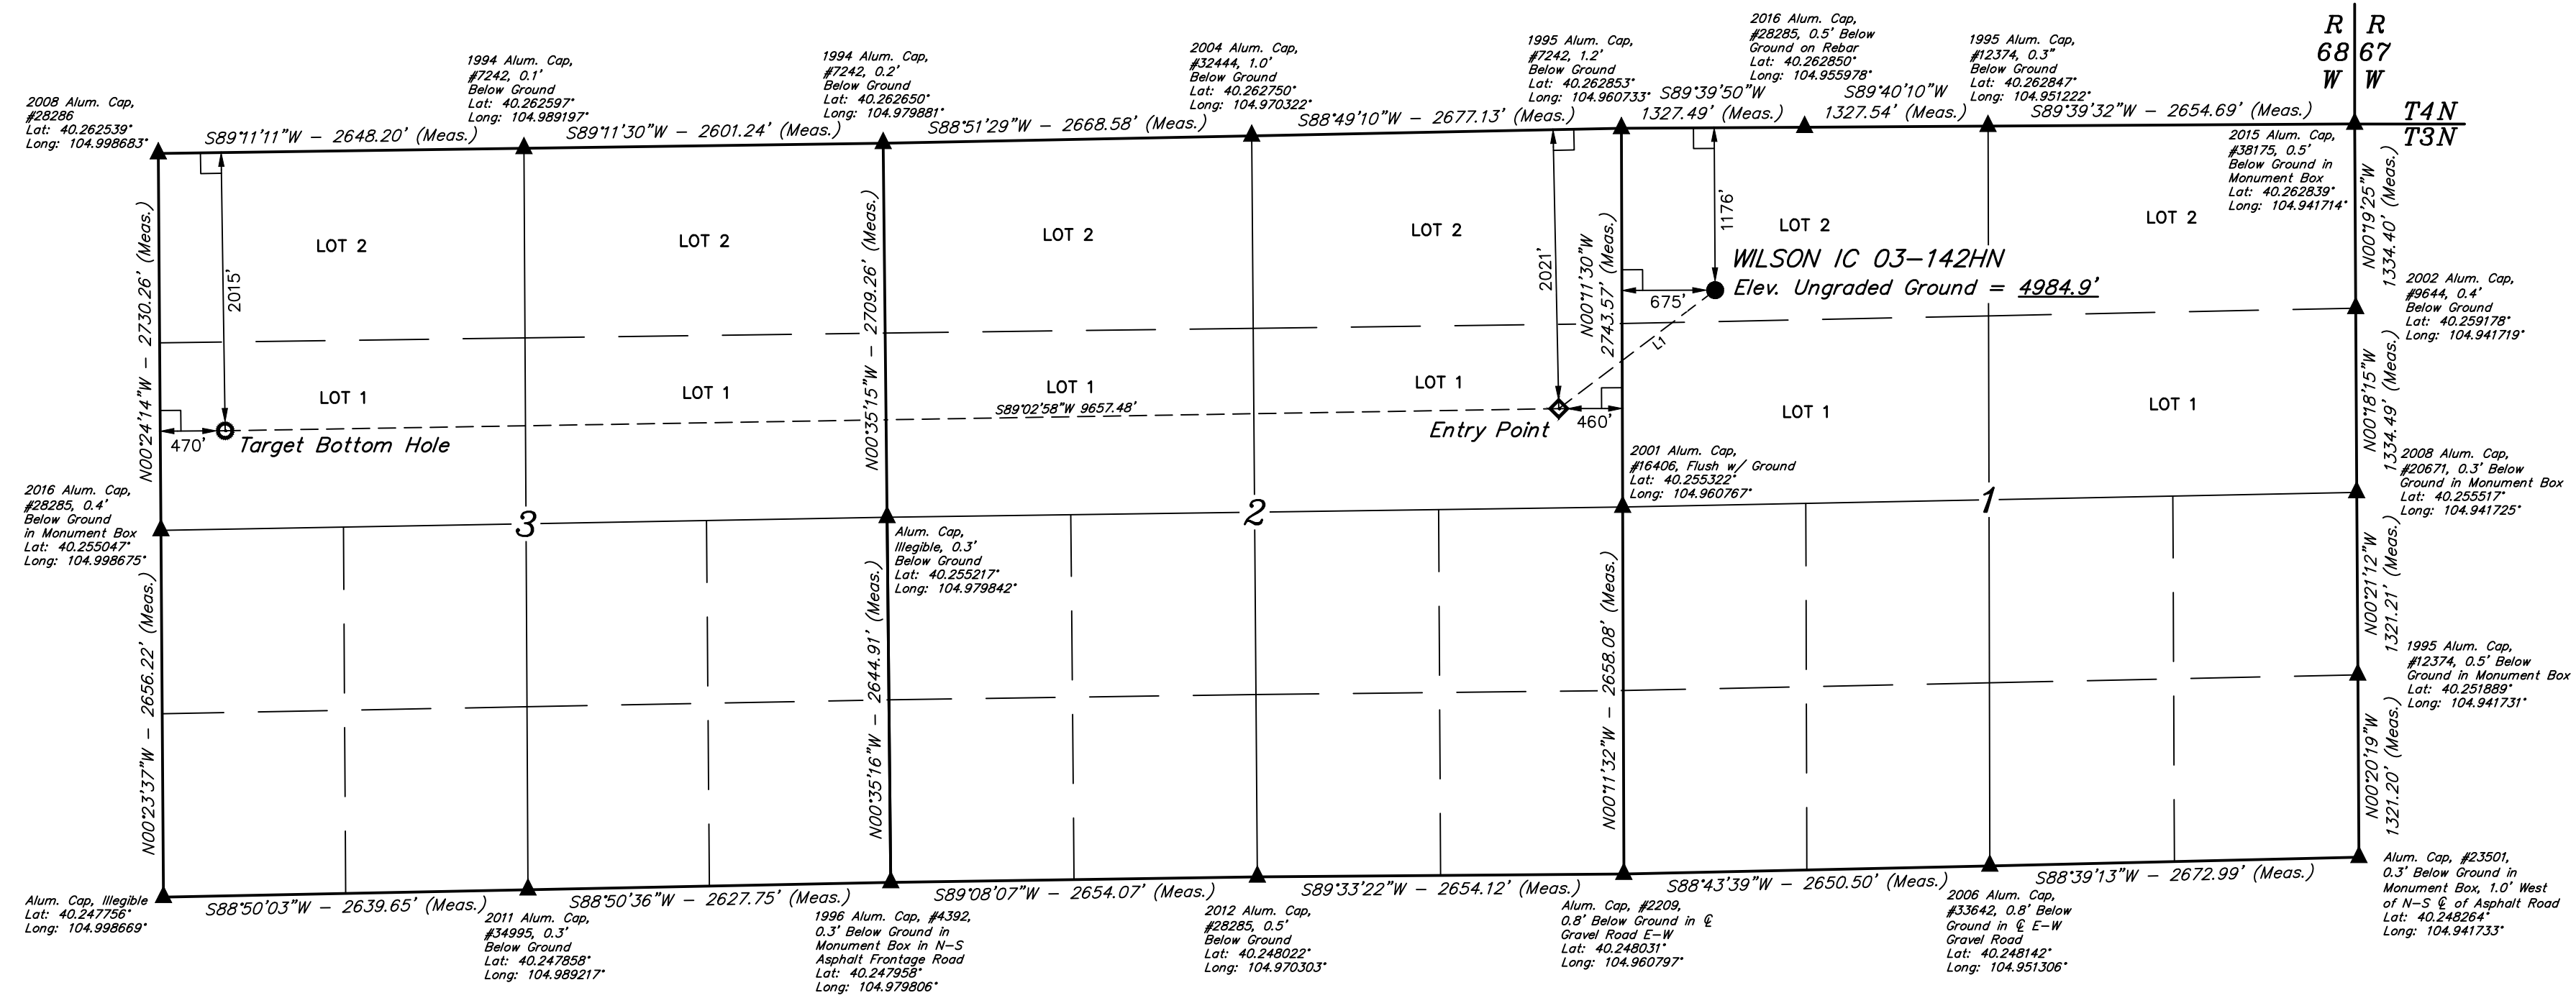 R R
68 67
W W
T4N
T3N
2008 Alum. Cap,
#28286
Lat: 40.262539°
Long: 104.998683°
1994 Alum. Cap,
#7242, 0.1'
Below Ground
Lat: 40.262597°
Long: 104.989197°
1994 Alum. Cap,
#7242, 0.2'
Below Ground
Lat: 40.262650°
Long: 104.979881°
2004 Alum. Cap,
#32444, 1.0'
Below Ground
Lat: 40.262750°
Long: 104.970322°
1995 Alum. Cap,
#7242, 1.2'
Below Ground
Lat: 40.262853°
Long: 104.960733°
2016 Alum. Cap,
#28285, 0.5' Below
Ground on Rebar
Lat: 40.262850°
Long: 104.955978°
1995 Alum. Cap,
#12374, 0.3"
Below Ground
Lat: 40.262847°
Long: 104.951222°
S89°11'11"W - 2648.20' (Meas.)
S89°11'30"W - 2601.24' (Meas.)
S88°51'29"W - 2668.58' (Meas.)
S88°49'10"W - 2677.13' (Meas.)
S89°39'50"W
1327.49' (Meas.)
S89°40'10"W
1327.54' (Meas.)
S89°39'32"W - 2654.69' (Meas.)
2015 Alum. Cap,
#38175, 0.5'
Below Ground in
Monument Box
Lat: 40.262839°
Long: 104.941714°
N00°19'25"W
1334.40' (Meas.)
N00°24'14"W - 2730.26' (Meas.)
2015'
LOT 2
LOT 2
N00°35'15"W - 2709.26' (Meas.)
LOT 2
LOT 2
2021'
N00°11'30"W
2743.57' (Meas.)
1176'
LOT 2
LOT 2
WILSON IC 03-142HN
Elev. Ungraded Ground = 4984.9'
675'
L1
2002 Alum. Cap,
#9644, 0.4'
Below Ground
Lat: 40.259178°
Long: 104.941719°
LOT 1
LOT 1
LOT 1
LOT 1
LOT 1
LOT 1
S89°02'58"W 9657.48'
470'
Target Bottom Hole
Entry Point
460'
N00°18'15"W
1334.49' (Meas.)
2016 Alum. Cap,
#28285, 0.4'
Below Ground
in Monument Box
Lat: 40.255047°
Long: 104.998675°
2001 Alum. Cap,
#16406, Flush w/ Ground
Lat: 40.255322°
Long: 104.960767°
2008 Alum. Cap,
#20671, 0.3' Below
Ground in Monument Box
Lat: 40.255517°
Long: 104.941725°
3
2
1
Alum. Cap,
Illegible, 0.3'
Below Ground
Lat: 40.255217°
Long: 104.979842°
N00°23'37"W - 2656.22' (Meas.)
N00°35'16"W - 2644.91' (Meas.)
N00°11'32"W - 2658.08' (Meas.)
N00°21'12"W
1321.21' (Meas.)
1995 Alum. Cap,
#12374, 0.5' Below
Ground in Monument Box
Lat: 40.251889°
Long: 104.941731°
N00°20'19"W
1321.20' (Meas.)
Alum. Cap, Illegible
Lat: 40.247756°
Long: 104.998669°
S88°50'03"W - 2639.65' (Meas.)
S88°50'36"W - 2627.75' (Meas.)
S89°08'07"W - 2654.07' (Meas.)
S89°33'22"W - 2654.12' (Meas.)
S88°43'39"W - 2650.50' (Meas.)
S88°39'13"W - 2672.99' (Meas.)
2011 Alum. Cap,
#34995, 0.3'
Below Ground
Lat: 40.247858°
Long: 104.989217°
1996 Alum. Cap, #4392,
0.3' Below Ground in
Monument Box in N-S
Asphalt Frontage Road
Lat: 40.247958°
Long: 104.979806°
2012 Alum. Cap,
#28285, 0.5'
Below Ground
Lat: 40.248022°
Long: 104.970303°
Alum. Cap, #2209,
0.8' Below Ground in ℄
Gravel Road E-W
Lat: 40.248031°
Long: 104.960797°
2006 Alum. Cap,
#33642, 0.8' Below
Ground in ℄ E-W
Gravel Road
Lat: 40.248142°
Long: 104.951306°
Alum. Cap, #23501,
0.3' Below Ground in
Monument Box, 1.0' West
of N-S ℄ of Asphalt Road
Lat: 40.248264°
Long: 104.941733°